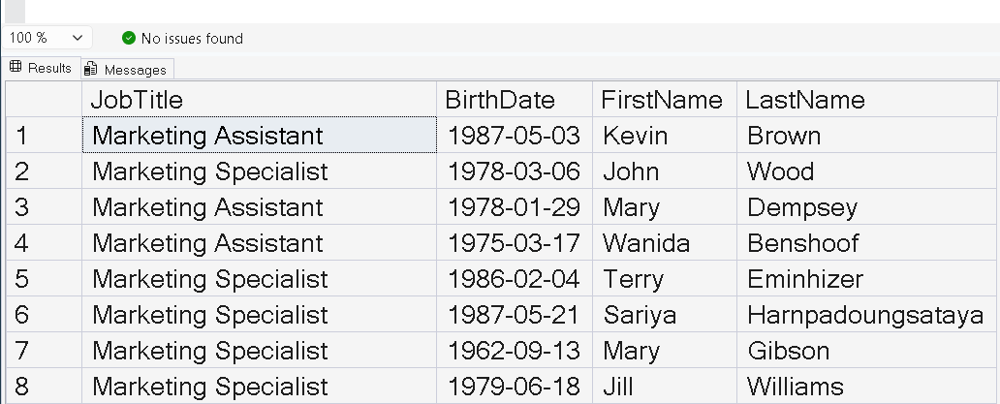 100 % No issues found
Results Messages
JobTitle BirthDate FirstName LastName
1 Marketing Assistant 1987-05-03 Kevin Brown
2 Marketing Specialist 1978-03-06 John Wood
3 Marketing Assistant 1978-01-29 Mary Dempsey
4 Marketing Assistant 1975-03-17 Wanida Benshoof
5 Marketing Specialist 1986-02-04 Terry Eminhizer
6 Marketing Specialist 1987-05-21 Sariya Harnpadoungsataya
7 Marketing Specialist 1962-09-13 Mary Gibson
8 Marketing Specialist 1979-06-18 Jill Williams